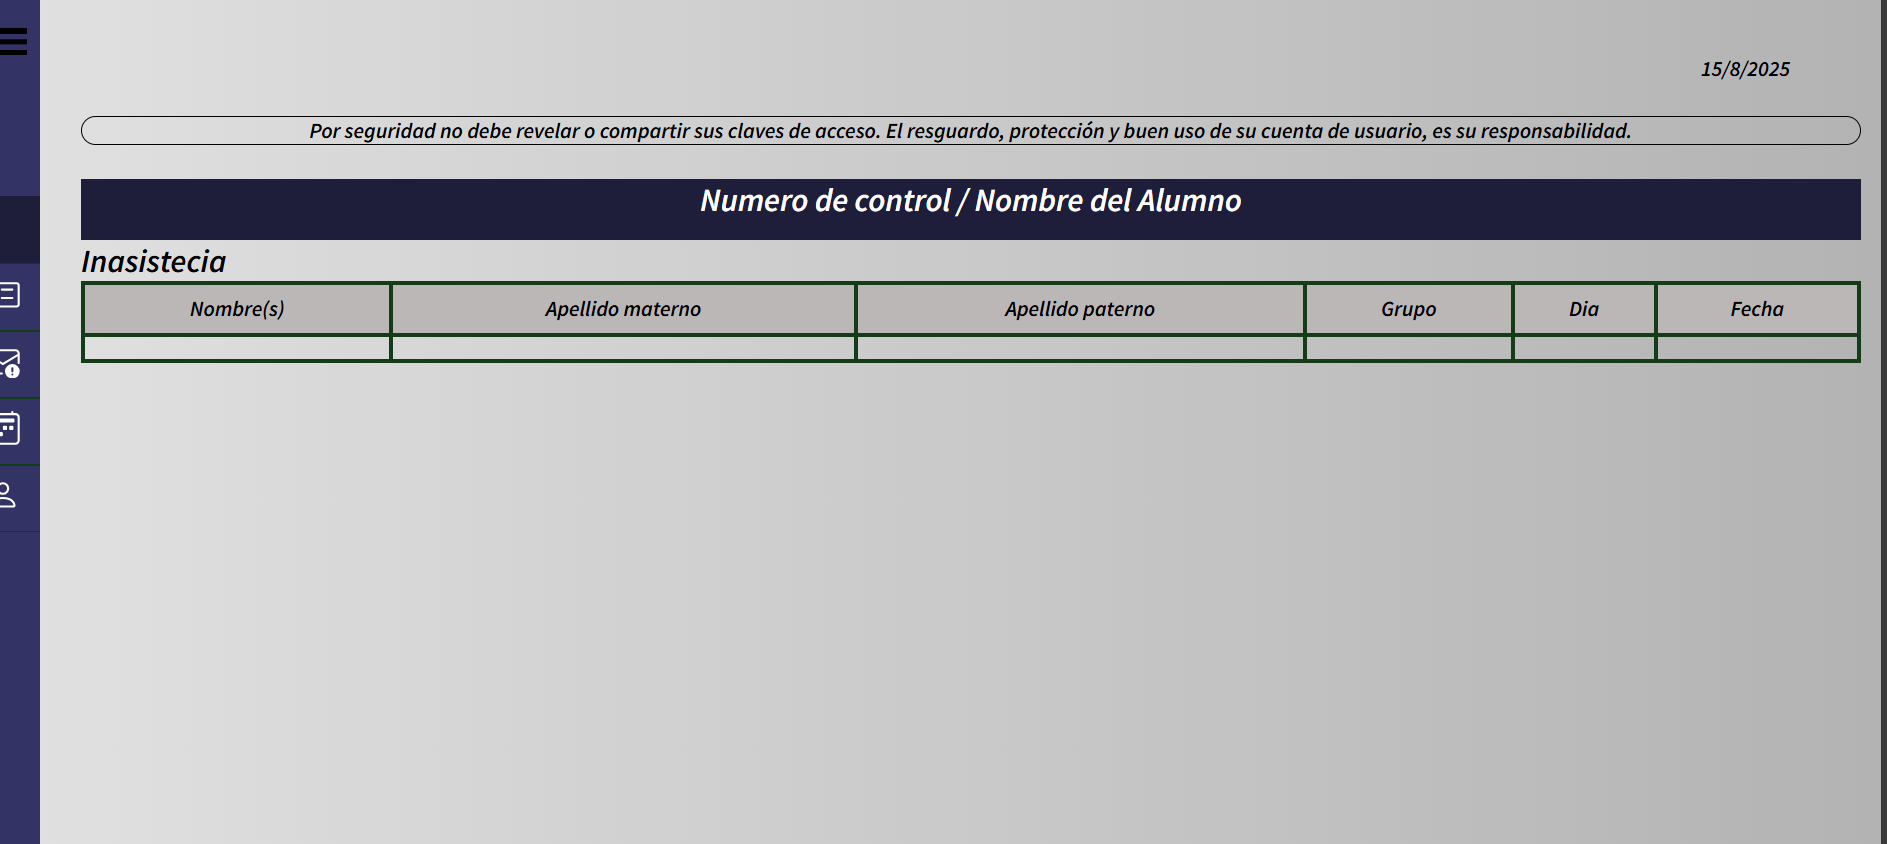 15/8/2025
Por seguridad no debe revelar o compartir sus claves de acceso. El resguardo, protección y buen uso de su cuenta de usuario, es su responsabilidad.
Numero de control / Nombre del Alumno
Inasistecia
Nombre(s) Apellido materno Apellido paterno Grupo Dia Fecha